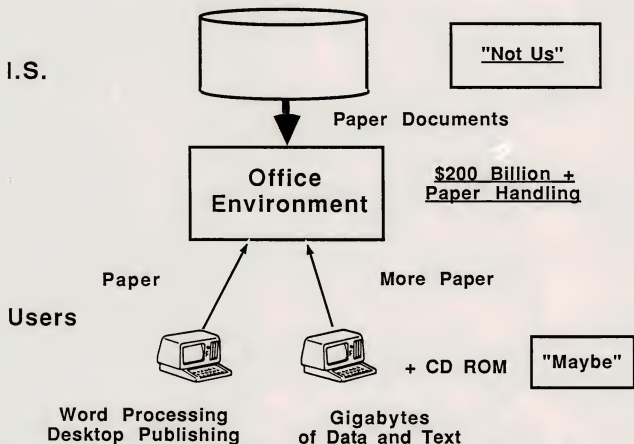 I.S.
"Not Us"
Paper Documents
Office
Environment
$200 Billion +
Paper Handling
Paper
More Paper
Users
+ CD ROM
"Maybe"
Word Processing
Desktop Publishing
Gigabytes
of Data and Text